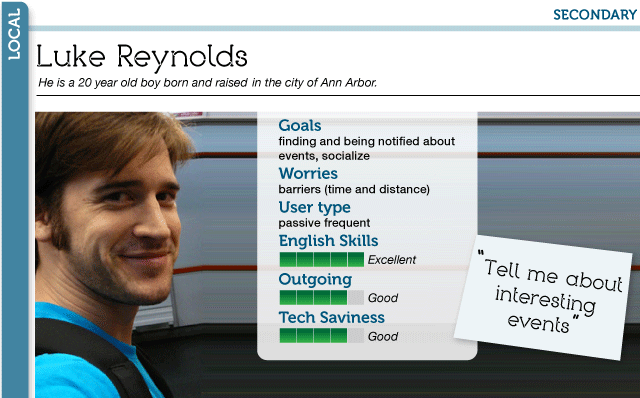 LOCAL
SECONDARY
Luke Reynolds
He is a 20 year old boy born and raised in the city of Ann Arbor.
Goals
finding and being notified about
events, socialize
Worries
barriers (time and distance)
User type
passive frequent
English Skills
Excellent
Outgoing
Good
Tech Saviness
Good
"Tell me about
interesting
events"